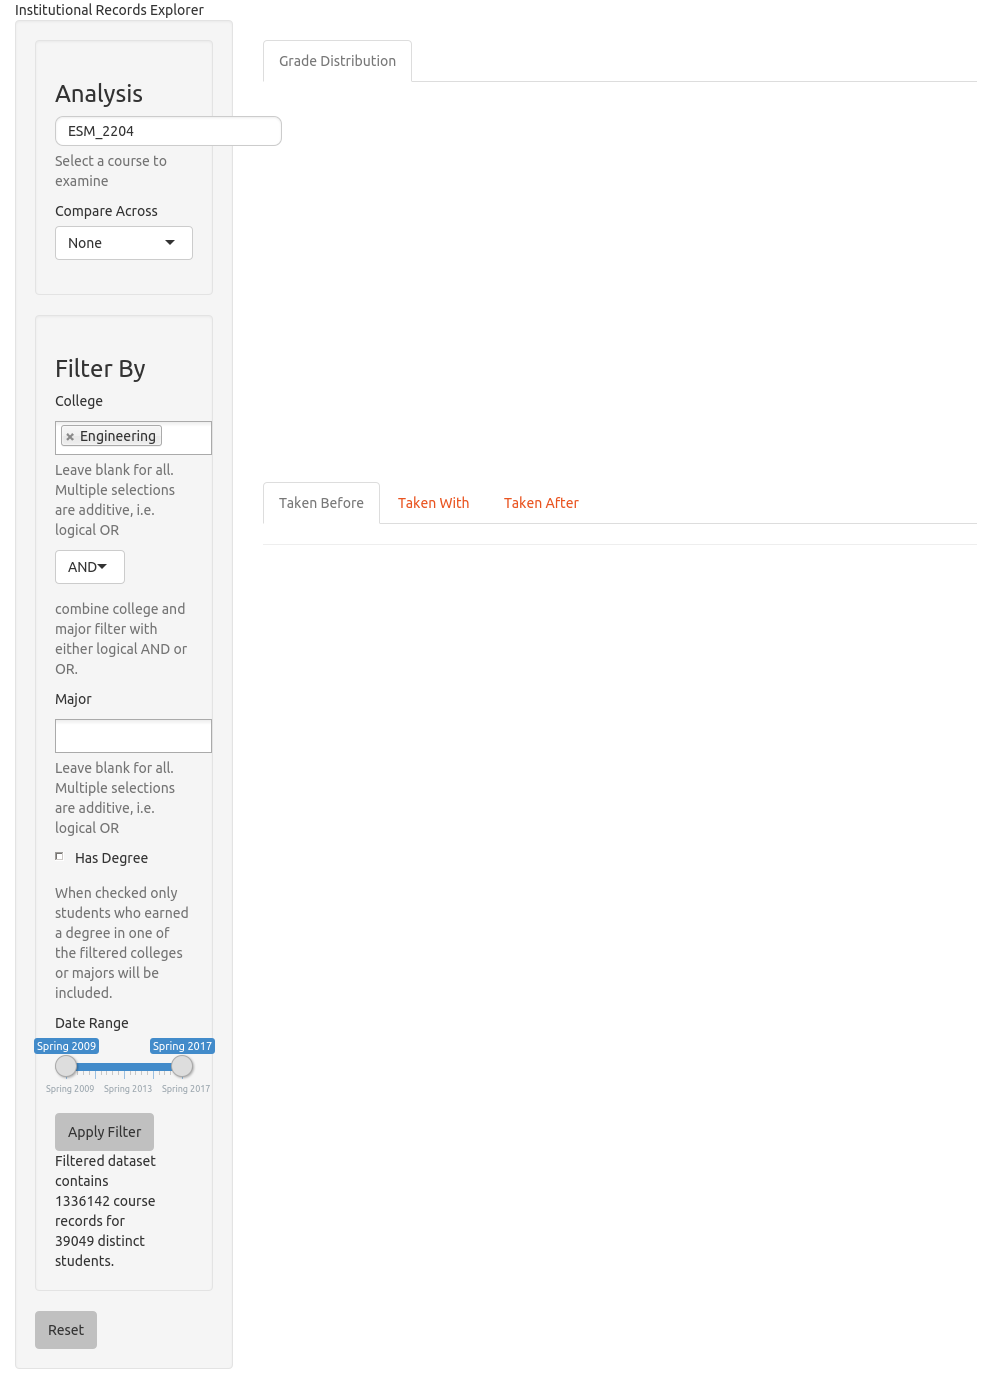 Institutional Records Explorer
Analysis
ESM_2204
Select a course to
examine
Compare Across
None
Filter By
College
Engineering
Leave blank for all.
Multiple selections
are additive, i.e.
logical OR
AND
combine college and
major filter with
either logical AND or
OR.
Major
Leave blank for all.
Multiple selections
are additive, i.e.
logical OR
Has Degree
When checked only
students who earned
a degree in one of
the filtered colleges
or majors will be
included.
Date Range
Spring 2009 Spring 2017
Spring 2009 Spring 2013 Spring 2017
Apply Filter
Filtered dataset
contains
1336142 course
records for
39049 distinct
students.
Reset
Grade Distribution
Taken Before Taken With Taken After